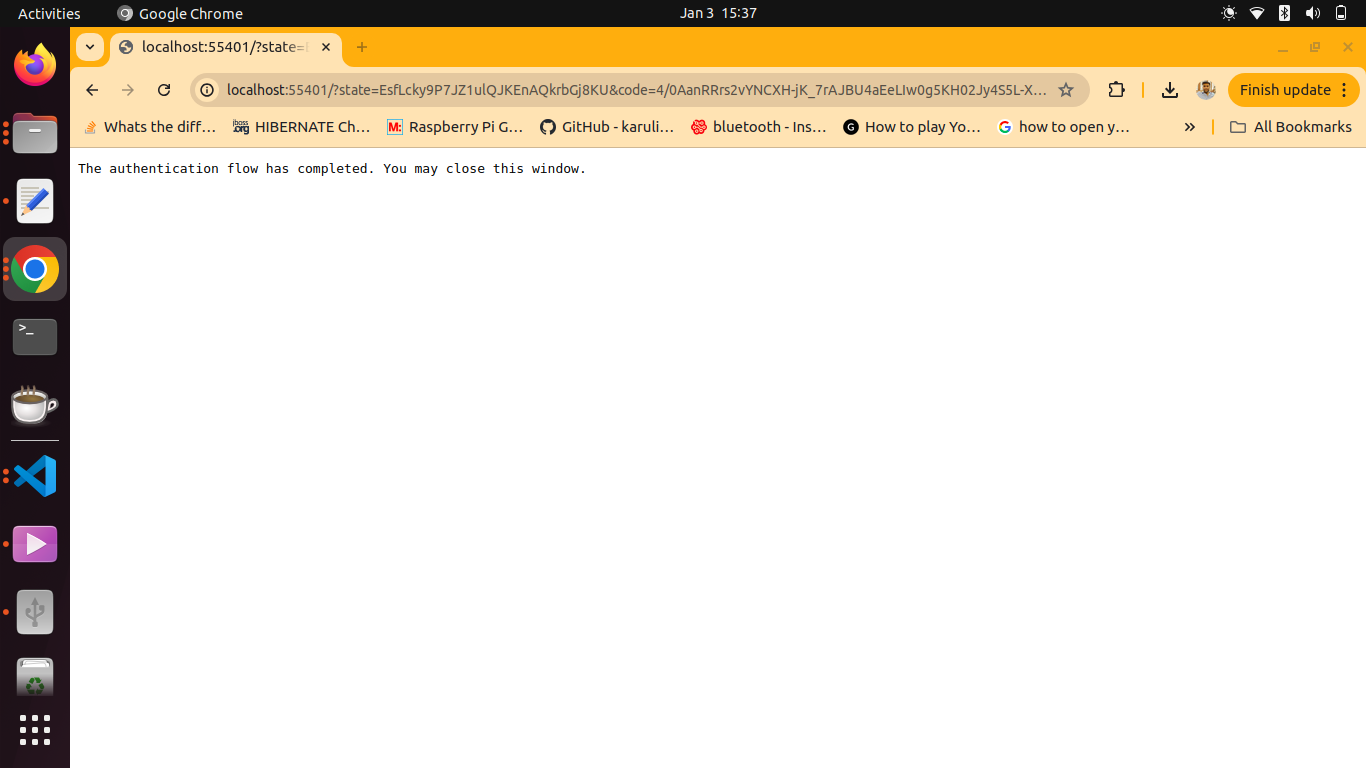 Activities Google Chrome Jan 3 15:37
localhost:55401/?state=
localhost:55401/?state=EsfLcky9P7JZ1ulQJKEnAQkrbGj8KU&code=4/0AanRRrs2vYNCXH-jK_7rAJBU4aEeLIw0g5KH02Jy4S5L-X... Finish update
Whats the diff... HIBERNATE Ch... Raspberry Pi G... GitHub - karuli... bluetooth - Ins... How to play Yo... how to open y... » All Bookmarks
The authentication flow has completed. You may close this window.